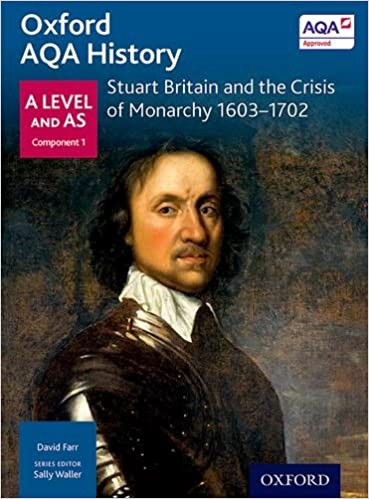 Oxford
AQA History
AQA
Approved
A LEVEL
AND AS
Component 1
Stuart Britain and the Crisis
of Monarchy 1603–1702
David Farr
SERIES EDITOR
Sally Waller
OXFORD